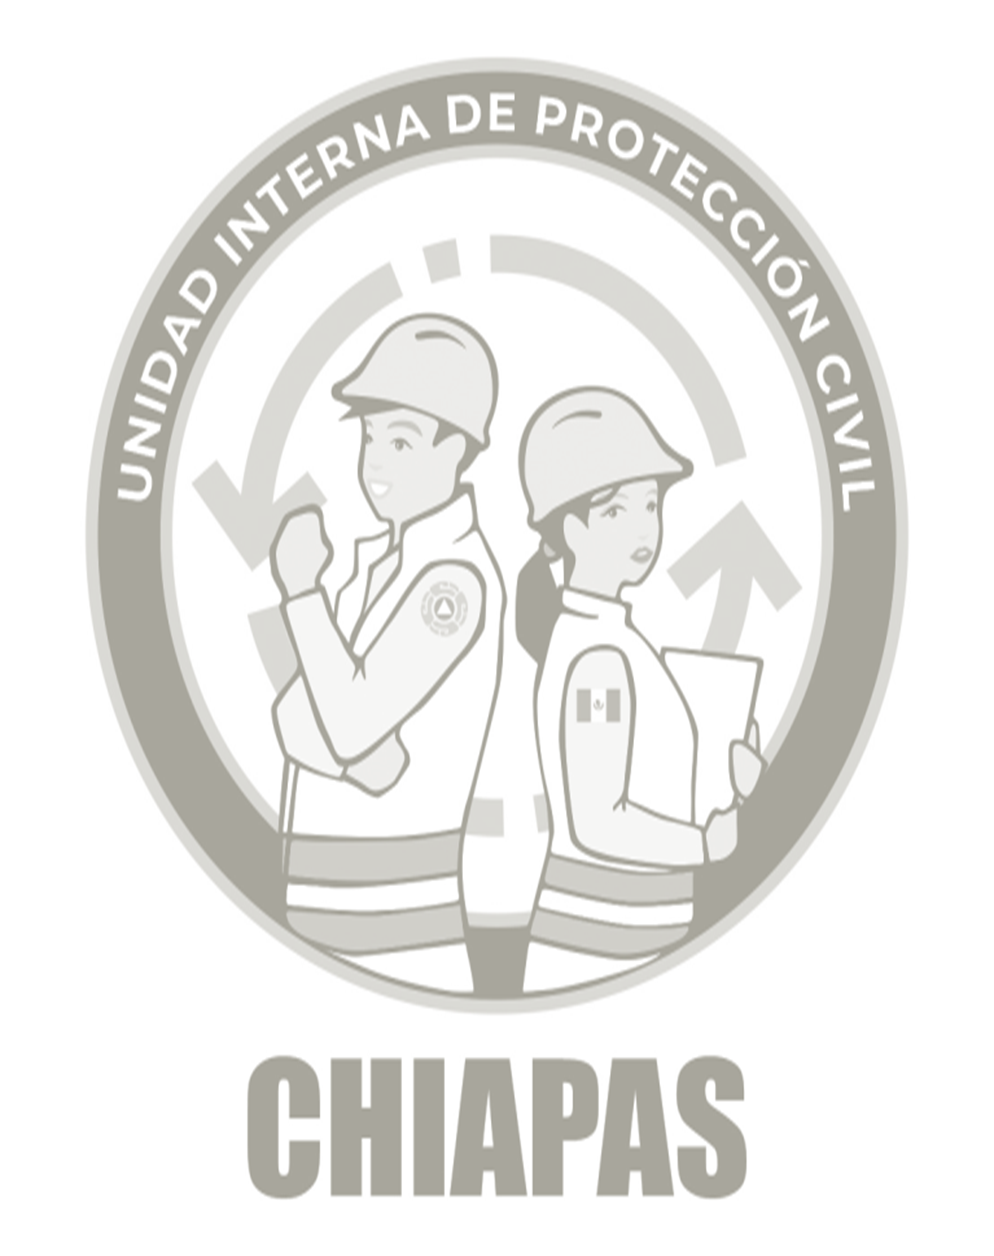 UNIDAD INTERNA DE PROTECCIÓN CIVIL
CHIAPAS